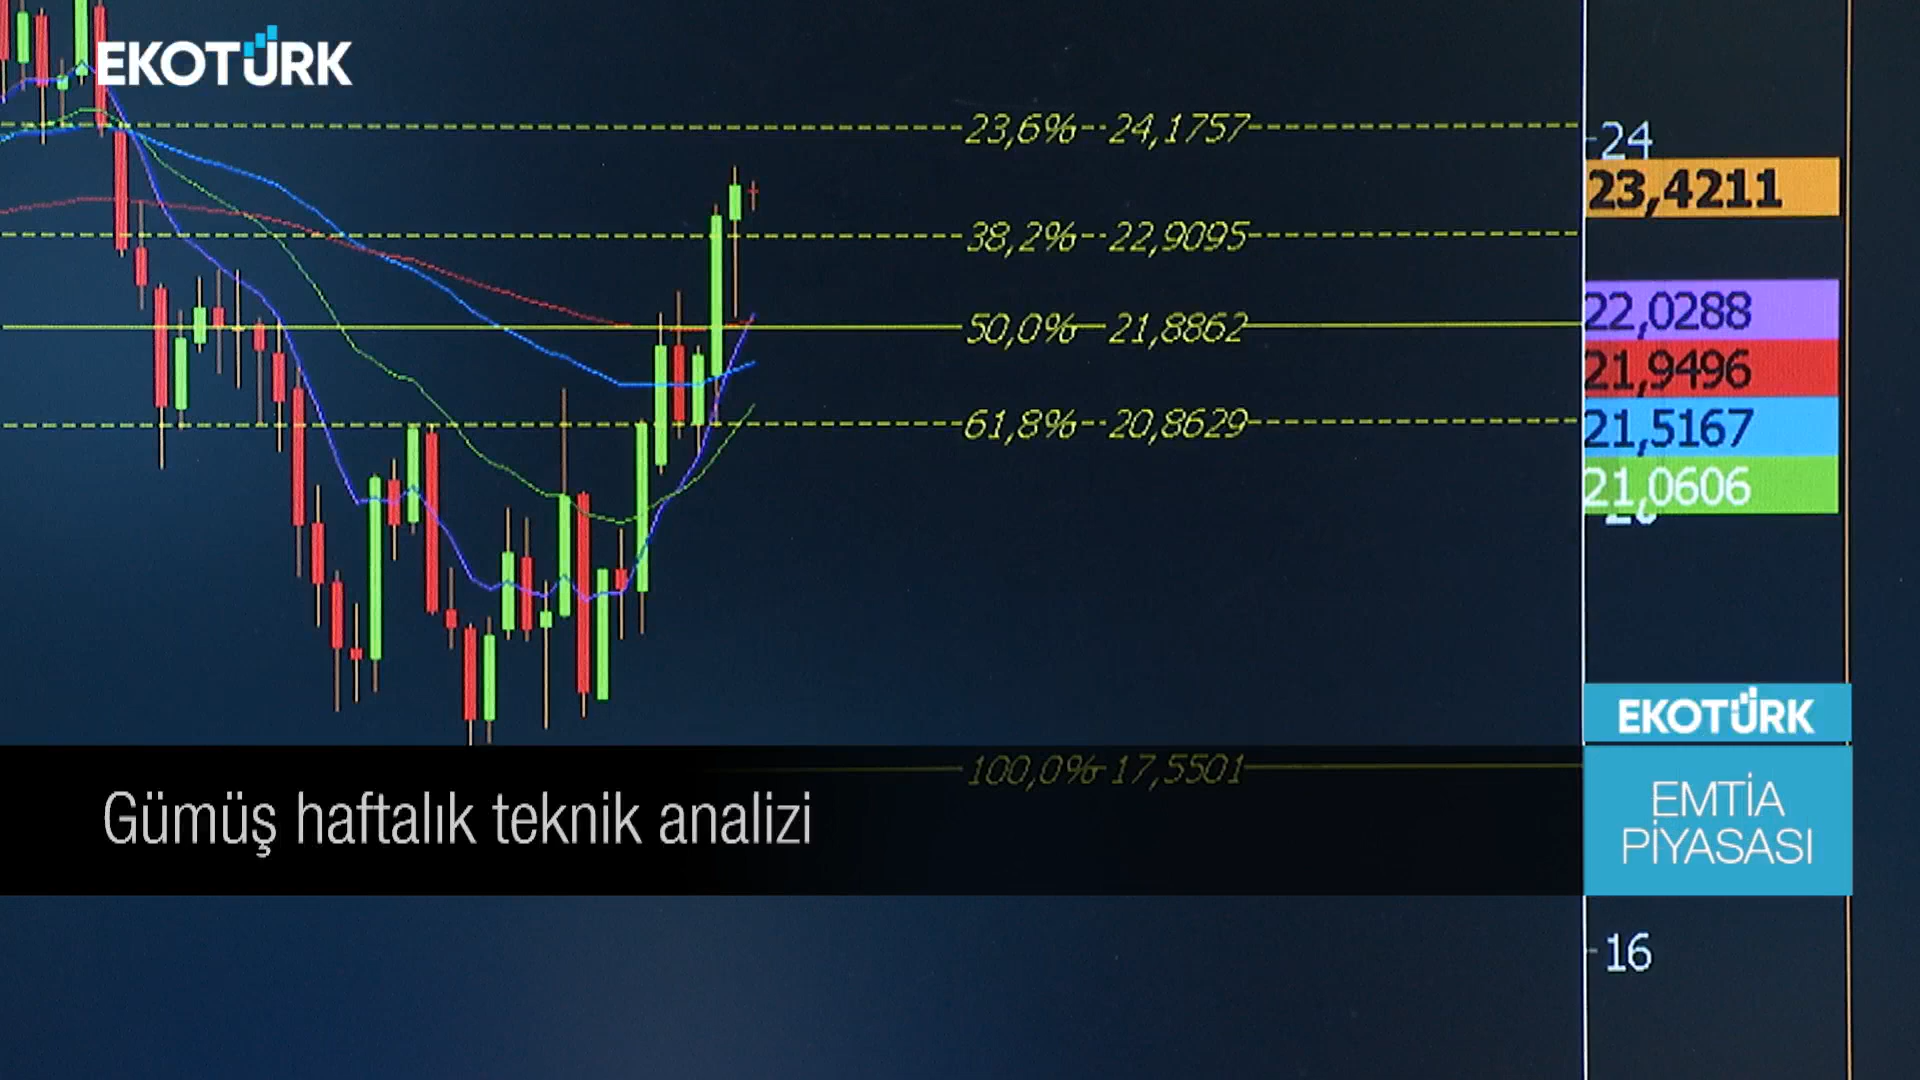 EKOTÜRK
23,6% 24,1757
24
23,4211
38,2% 22,9095
22,0288
50,0% 21,8862
21,9496
61,8% 20,8629
21,5167
21,0606
EKOTÜRK
100,0% 17,5501
Gümüş haftalık teknik analizi
EMTİA
PİYASASI
16